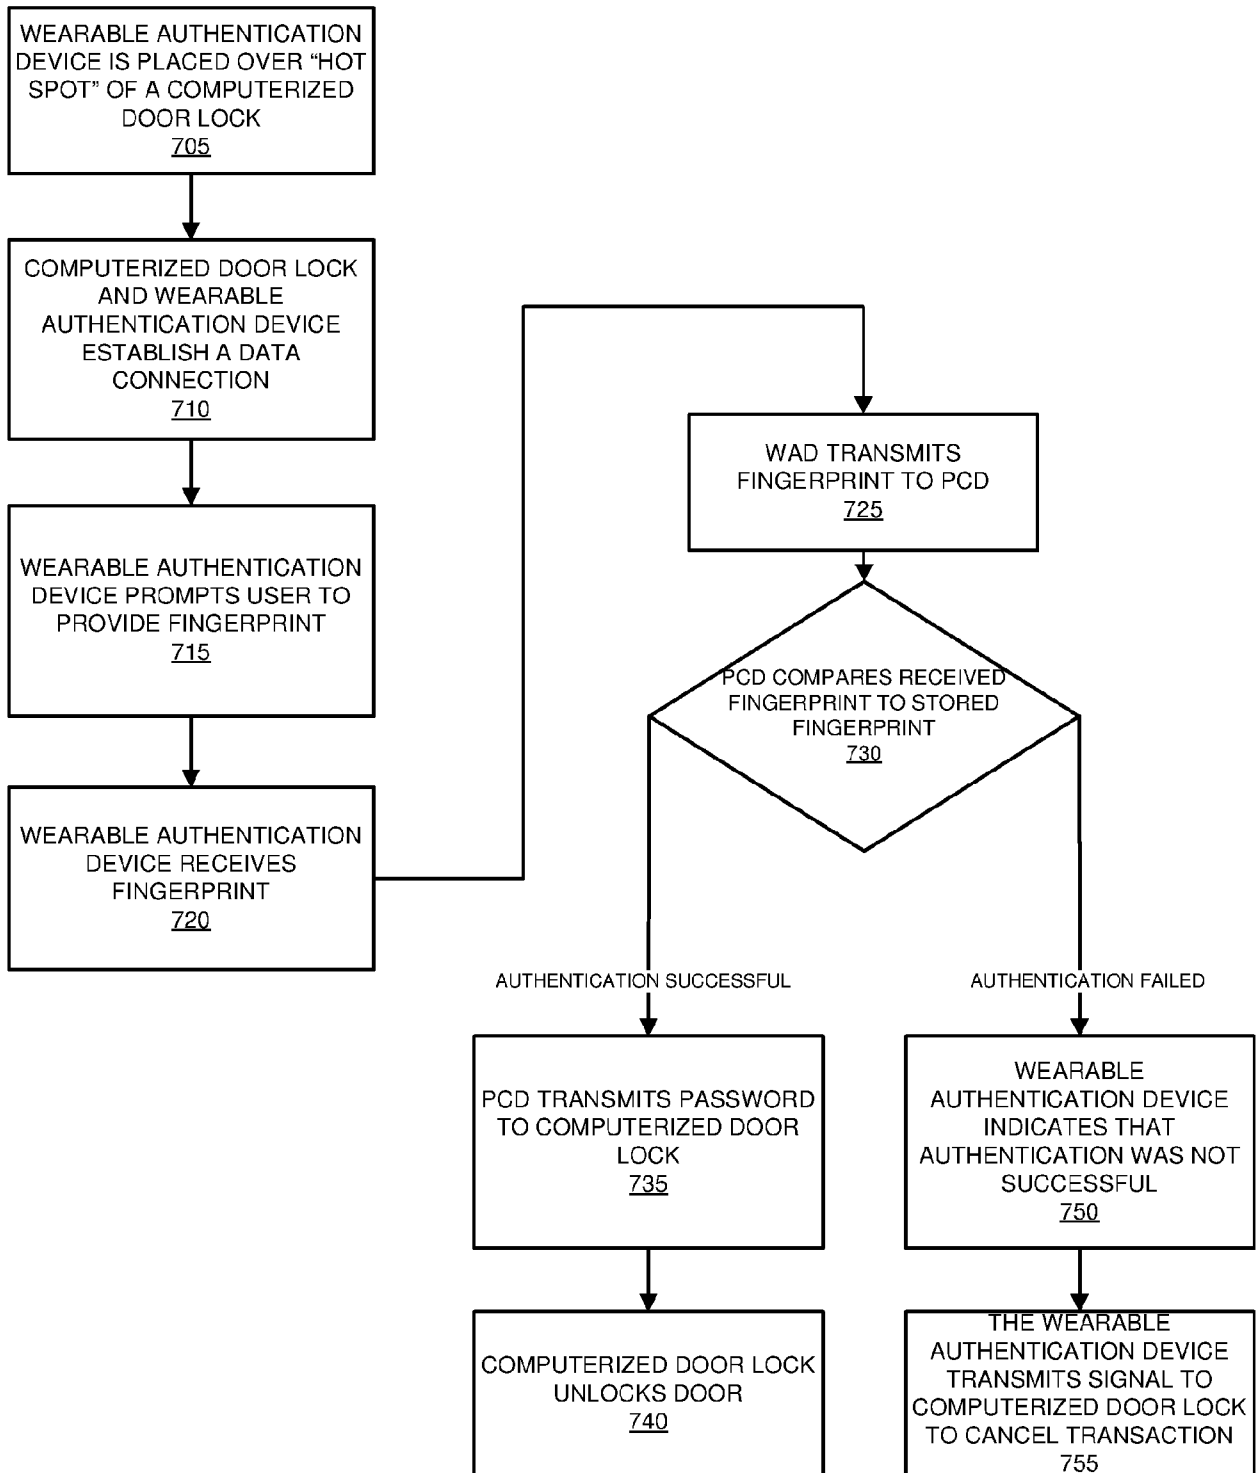 WEARABLE AUTHENTICATION
DEVICE IS PLACED OVER “HOT
SPOT” OF A COMPUTERIZED
DOOR LOCK
705
COMPUTERIZED DOOR LOCK
AND WEARABLE
AUTHENTICATION DEVICE
ESTABLISH A DATA
CONNECTION
710
WEARABLE AUTHENTICATION
DEVICE PROMPTS USER TO
PROVIDE FINGERPRINT
715
WEARABLE AUTHENTICATION
DEVICE RECEIVES
FINGERPRINT
720
WAD TRANSMITS
FINGERPRINT TO PCD
725
PCD COMPARES RECEIVED
FINGERPRINT TO STORED
FINGERPRINT
730
AUTHENTICATION SUCCESSFUL
PCD TRANSMITS PASSWORD
TO COMPUTERIZED DOOR
LOCK
735
COMPUTERIZED DOOR LOCK
UNLOCKS DOOR
740
AUTHENTICATION FAILED
WEARABLE
AUTHENTICATION DEVICE
INDICATES THAT
AUTHENTICATION WAS NOT
SUCCESSFUL
750
THE WEARABLE
AUTHENTICATION DEVICE
TRANSMITS SIGNAL TO
COMPUTERIZED DOOR LOCK
TO CANCEL TRANSACTION
755